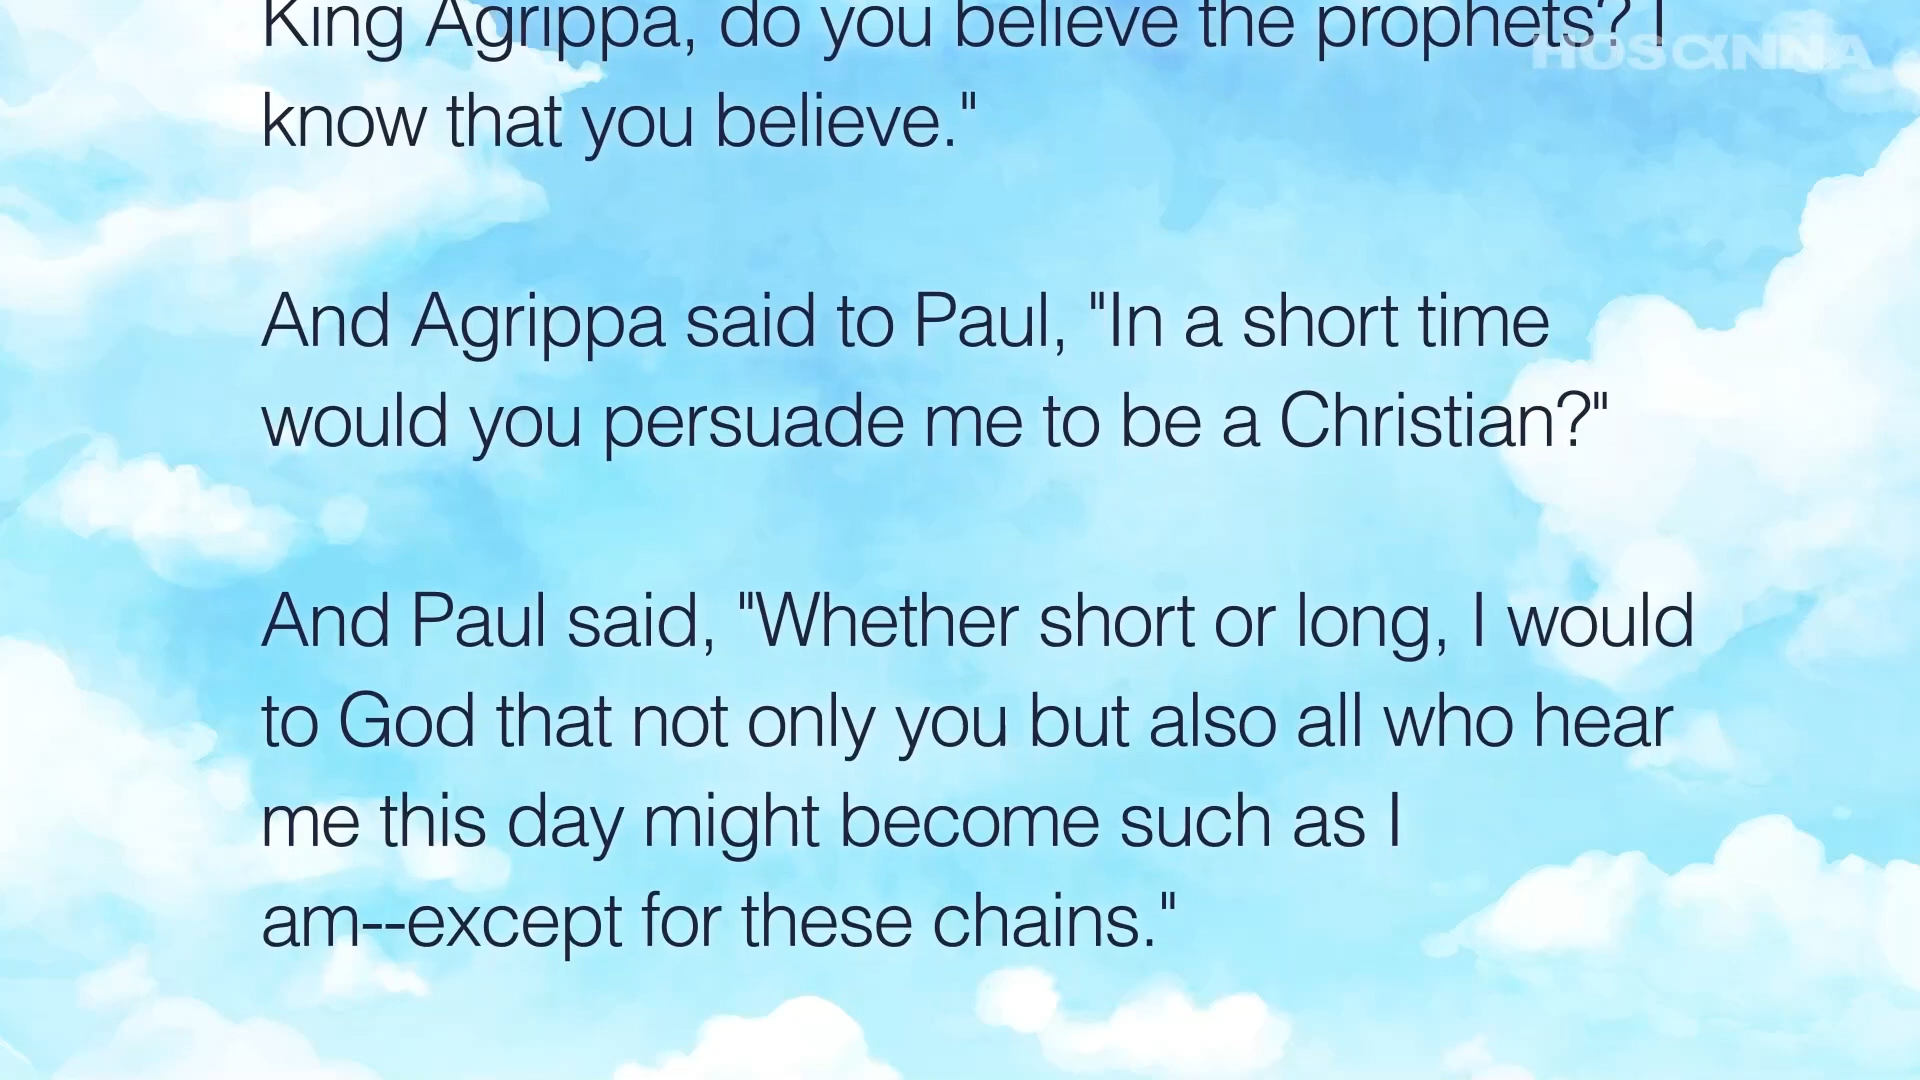 King Agrippa, do you believe the prophets? I
HOSANNA
know that you believe."
And Agrippa said to Paul, "In a short time
would you persuade me to be a Christian?"
And Paul said, "Whether short or long, I would
to God that not only you but also all who hear
me this day might become such as I
am--except for these chains."